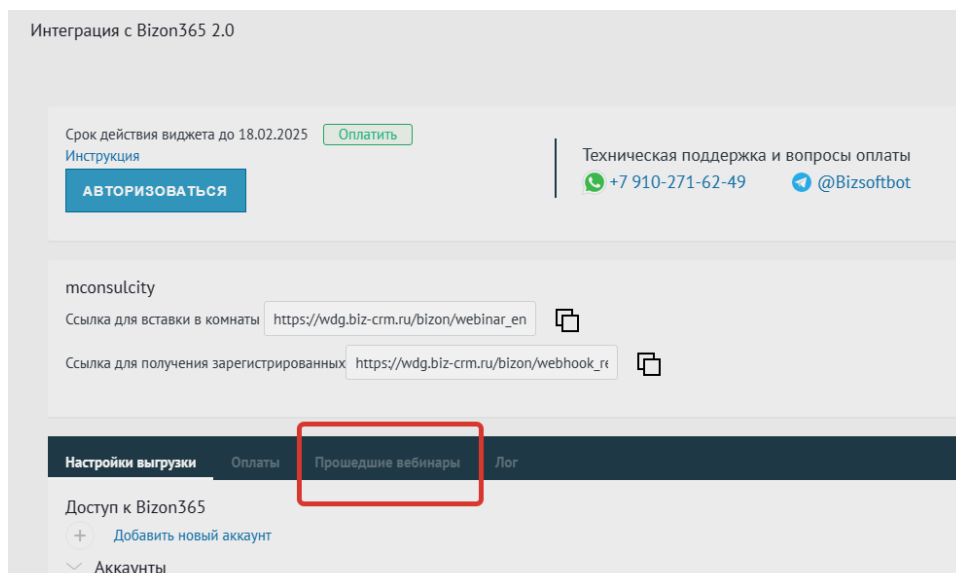 Интеграция с Bizon365 2.0
Срок действия виджета до 18.02.2025 Оплатить
Инструкция
АВТОРИЗОВАТЬСЯ
Техническая поддержка и вопросы оплаты
+7 910-271-62-49 @Bizsoftbot
mconsulcity
Ссылка для вставки в комнаты https://wdg.biz-crm.ru/bizon/webinar_en
Ссылка для получения зарегистрированных https://wdg.biz-crm.ru/bizon/webhook_re
Настройки выгрузки Оплаты Прошедшие вебинары Лог
Доступ к Bizon365
+ Добавить новый аккаунт
Аккаунты